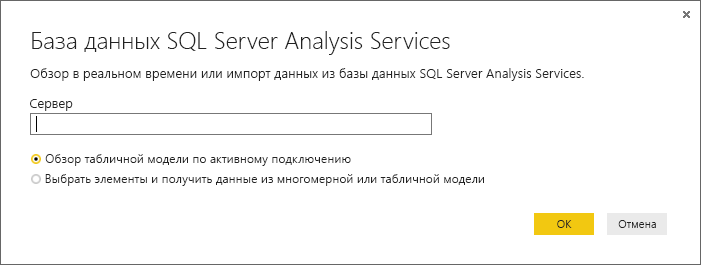 База данных SQL Server Analysis Services
Обзор в реальном времени или импорт данных из базы данных SQL Server Analysis Services.
Сервер
Обзор табличной модели по активному подключению
Выбрать элементы и получить данные из многомерной или табличной модели
ОК
Отмена